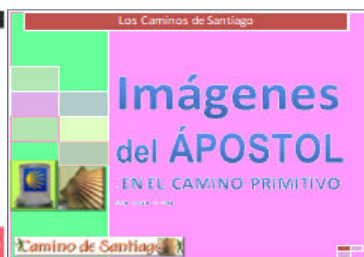 Los Caminos de Santiago
Imágenes
del ÁPOSTOL
EN EL CAMINO PRIMITIVO
Camino de Santiago